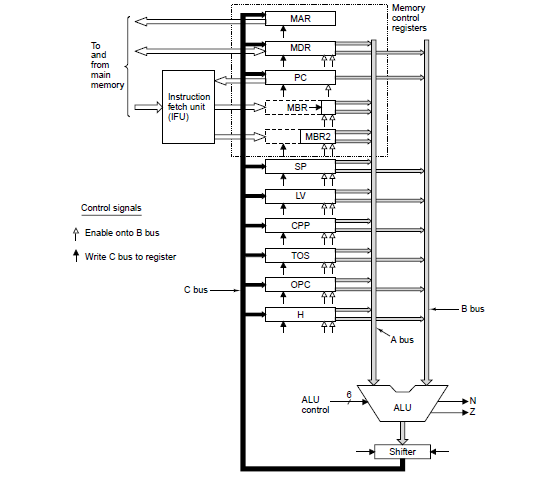 MAR
Memory
control
registers
To
and
from
main
memory
MDR
PC
Instruction
fetch unit
(IFU)
MBR
MBR2
SP
LV
CPP
TOS
OPC
H
Control signals
Enable onto B bus
Write C bus to register
C bus
B bus
A bus
ALU
control
6
ALU
N
Z
Shifter